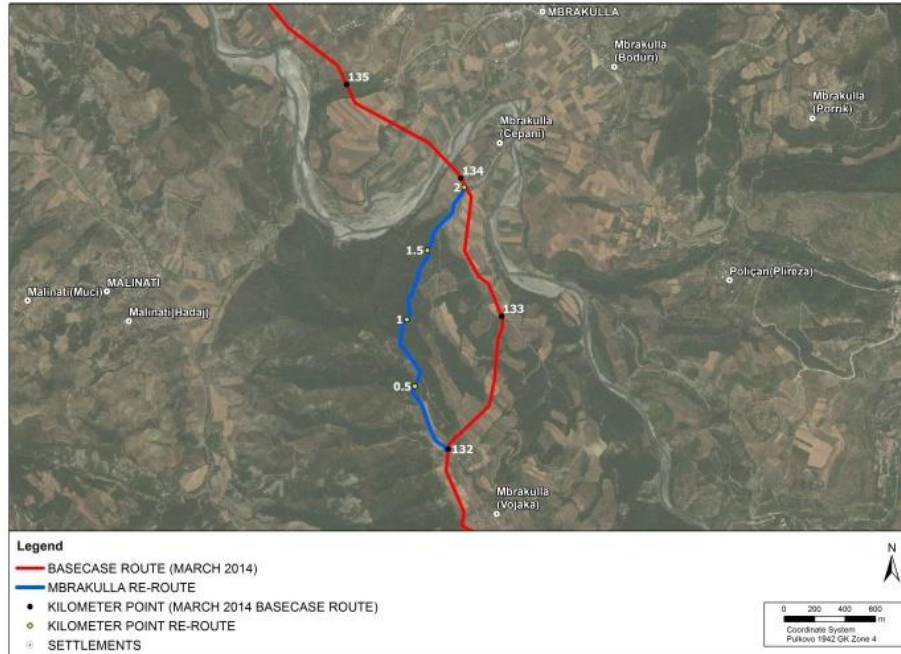 MBRAKULLA
Mbrakulla
(Boduri)
135
Mbrakulla
(Porrik)
Mbrakulla
(Cepani)
134
2
1.5
Poliçan(Plireza)
MALINATI
Malinati(Muci)
Malinati(Hadaj)
133
1
0.5
132
Mbrakulla
(Vojaka)
Legend
BASECASE ROUTE (MARCH 2014)
MBRAKULLA RE-ROUTE
KILOMETER POINT (MARCH 2014 BASECASE ROUTE)
KILOMETER POINT RE-ROUTE
SETTLEMENTS
N
0 200 400 600
m
Coordinate System
Pulkovo 1942 GK Zone 4